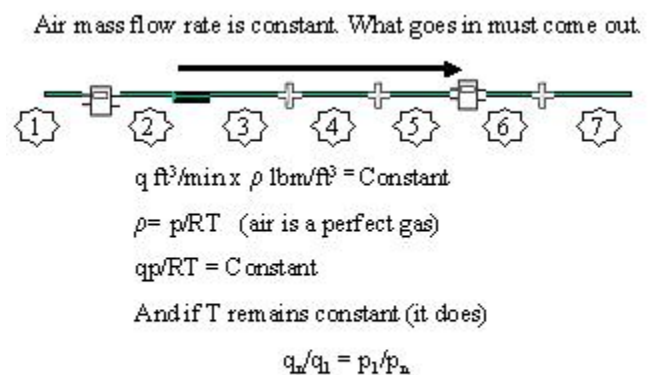 Air mass flow rate is constant. What goes in must come out.
1 2 3 4 5 6 7
q ft³/min x ρ lbm/ft³ = Constant
ρ= p/RT (air is a perfect gas)
qp/RT = Constant
And if T remains constant (it does)
qₙ/q₁ = p₁/pₙ